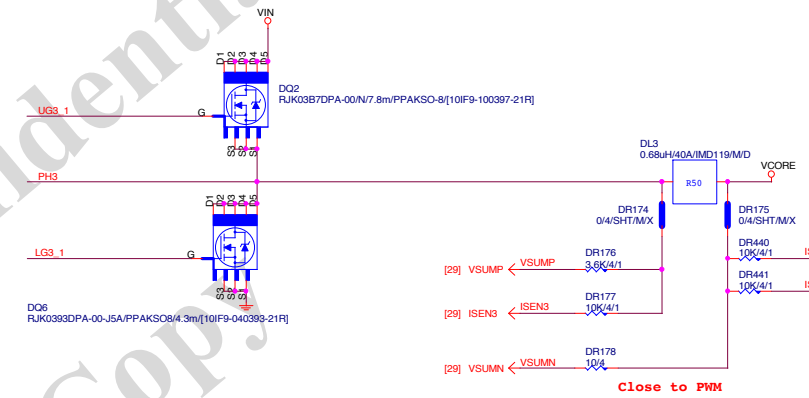 VIN
D1
D2
D3
D4
D5
DQ2
RJK03B7DPA-00/N/7.8m/PPAKSO-8/[10IF9-100397-21R]
UG3_1
G
S3
S2
S1
PH3
D1
D2
D3
D4
D5
LG3_1
G
S3
S2
S1
DQ6
RJK0393DPA-00-J5A/PPAKSO8/4.3m/[10IF9-040393-21R]
DL3
0.68uH/40A/IMD119/M/D
VCORE
R50
DR174
0/4/SHT/M/X
DR175
0/4/SHT/M/X
DR440
10K/4/1
DR441
10K/4/1
DR176
3.6K/4/1
[29] VSUMP
VSUMP
DR177
10K/4/1
[29] ISEN3
ISEN3
DR178
10/4
[29] VSUMN
VSUMN
Close to PWM
Copy